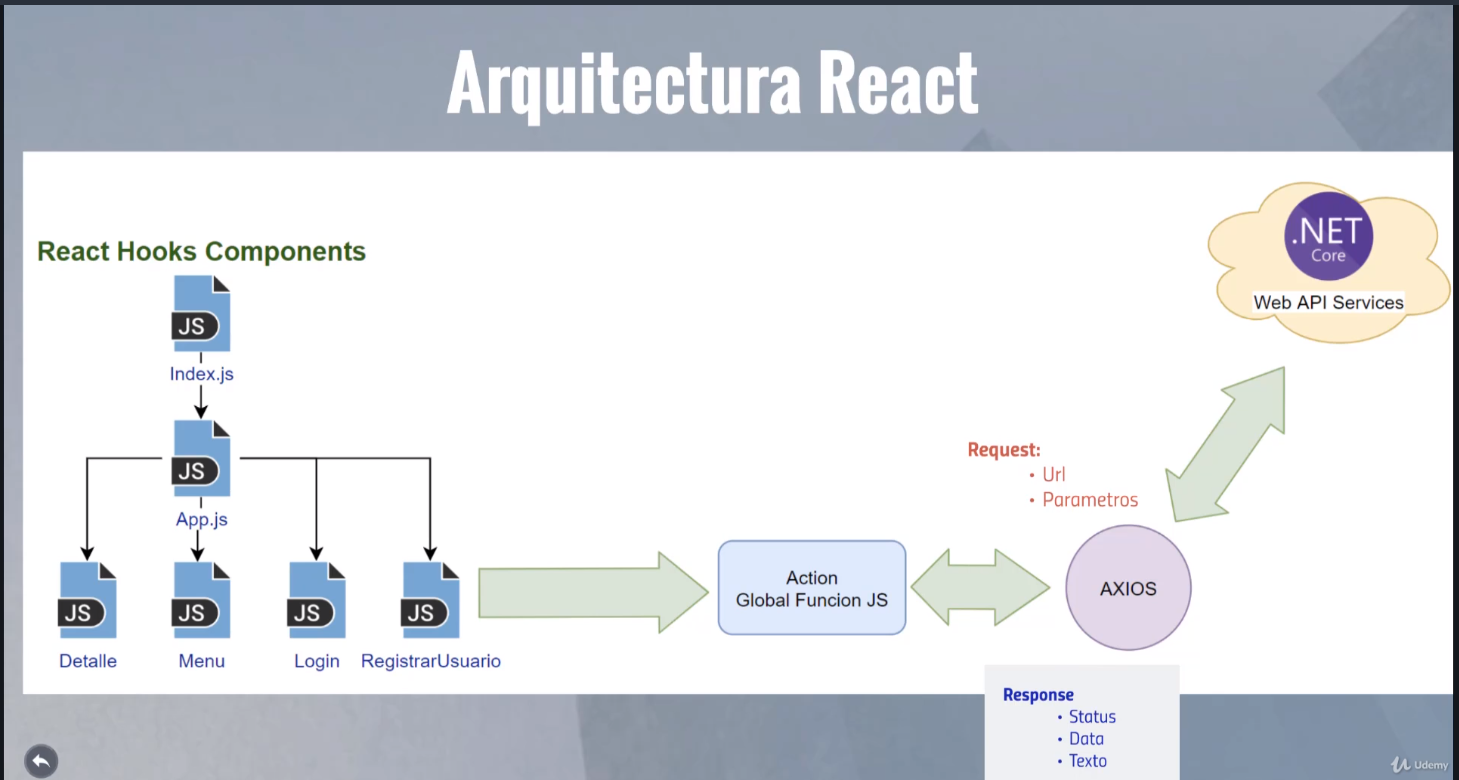 Arquitectura React
React Hooks Components
JS
Index.js
JS
App.js
JS
JS
JS
JS
Detalle
Menu
Login
RegistrarUsuario
Action
Global Funcion JS
Request:
• Url
• Parametros
AXIOS
.NET
Core
Web API Services
Response
• Status
• Data
• Texto
Udemy